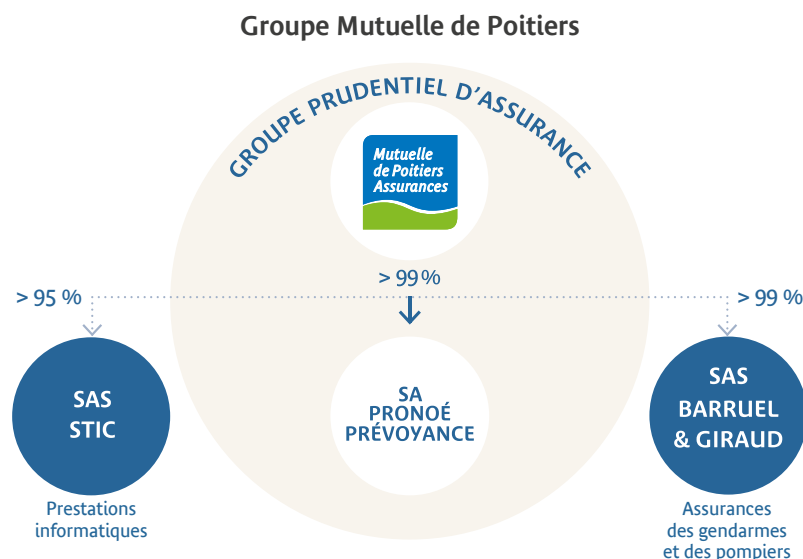 Groupe Mutuelle de Poitiers
GROUPE PRUDENTIEL D'ASSURANCE
Mutuelle
de Poitiers
Assurances
> 99 %
> 95 %
> 99 %
SAS
STIC
SA
PRONOÉ
PRÉVOYANCE
SAS
BARRUEL
& GIRAUD
Prestations
informatiques
Assurances
des gendarmes
et des pompiers